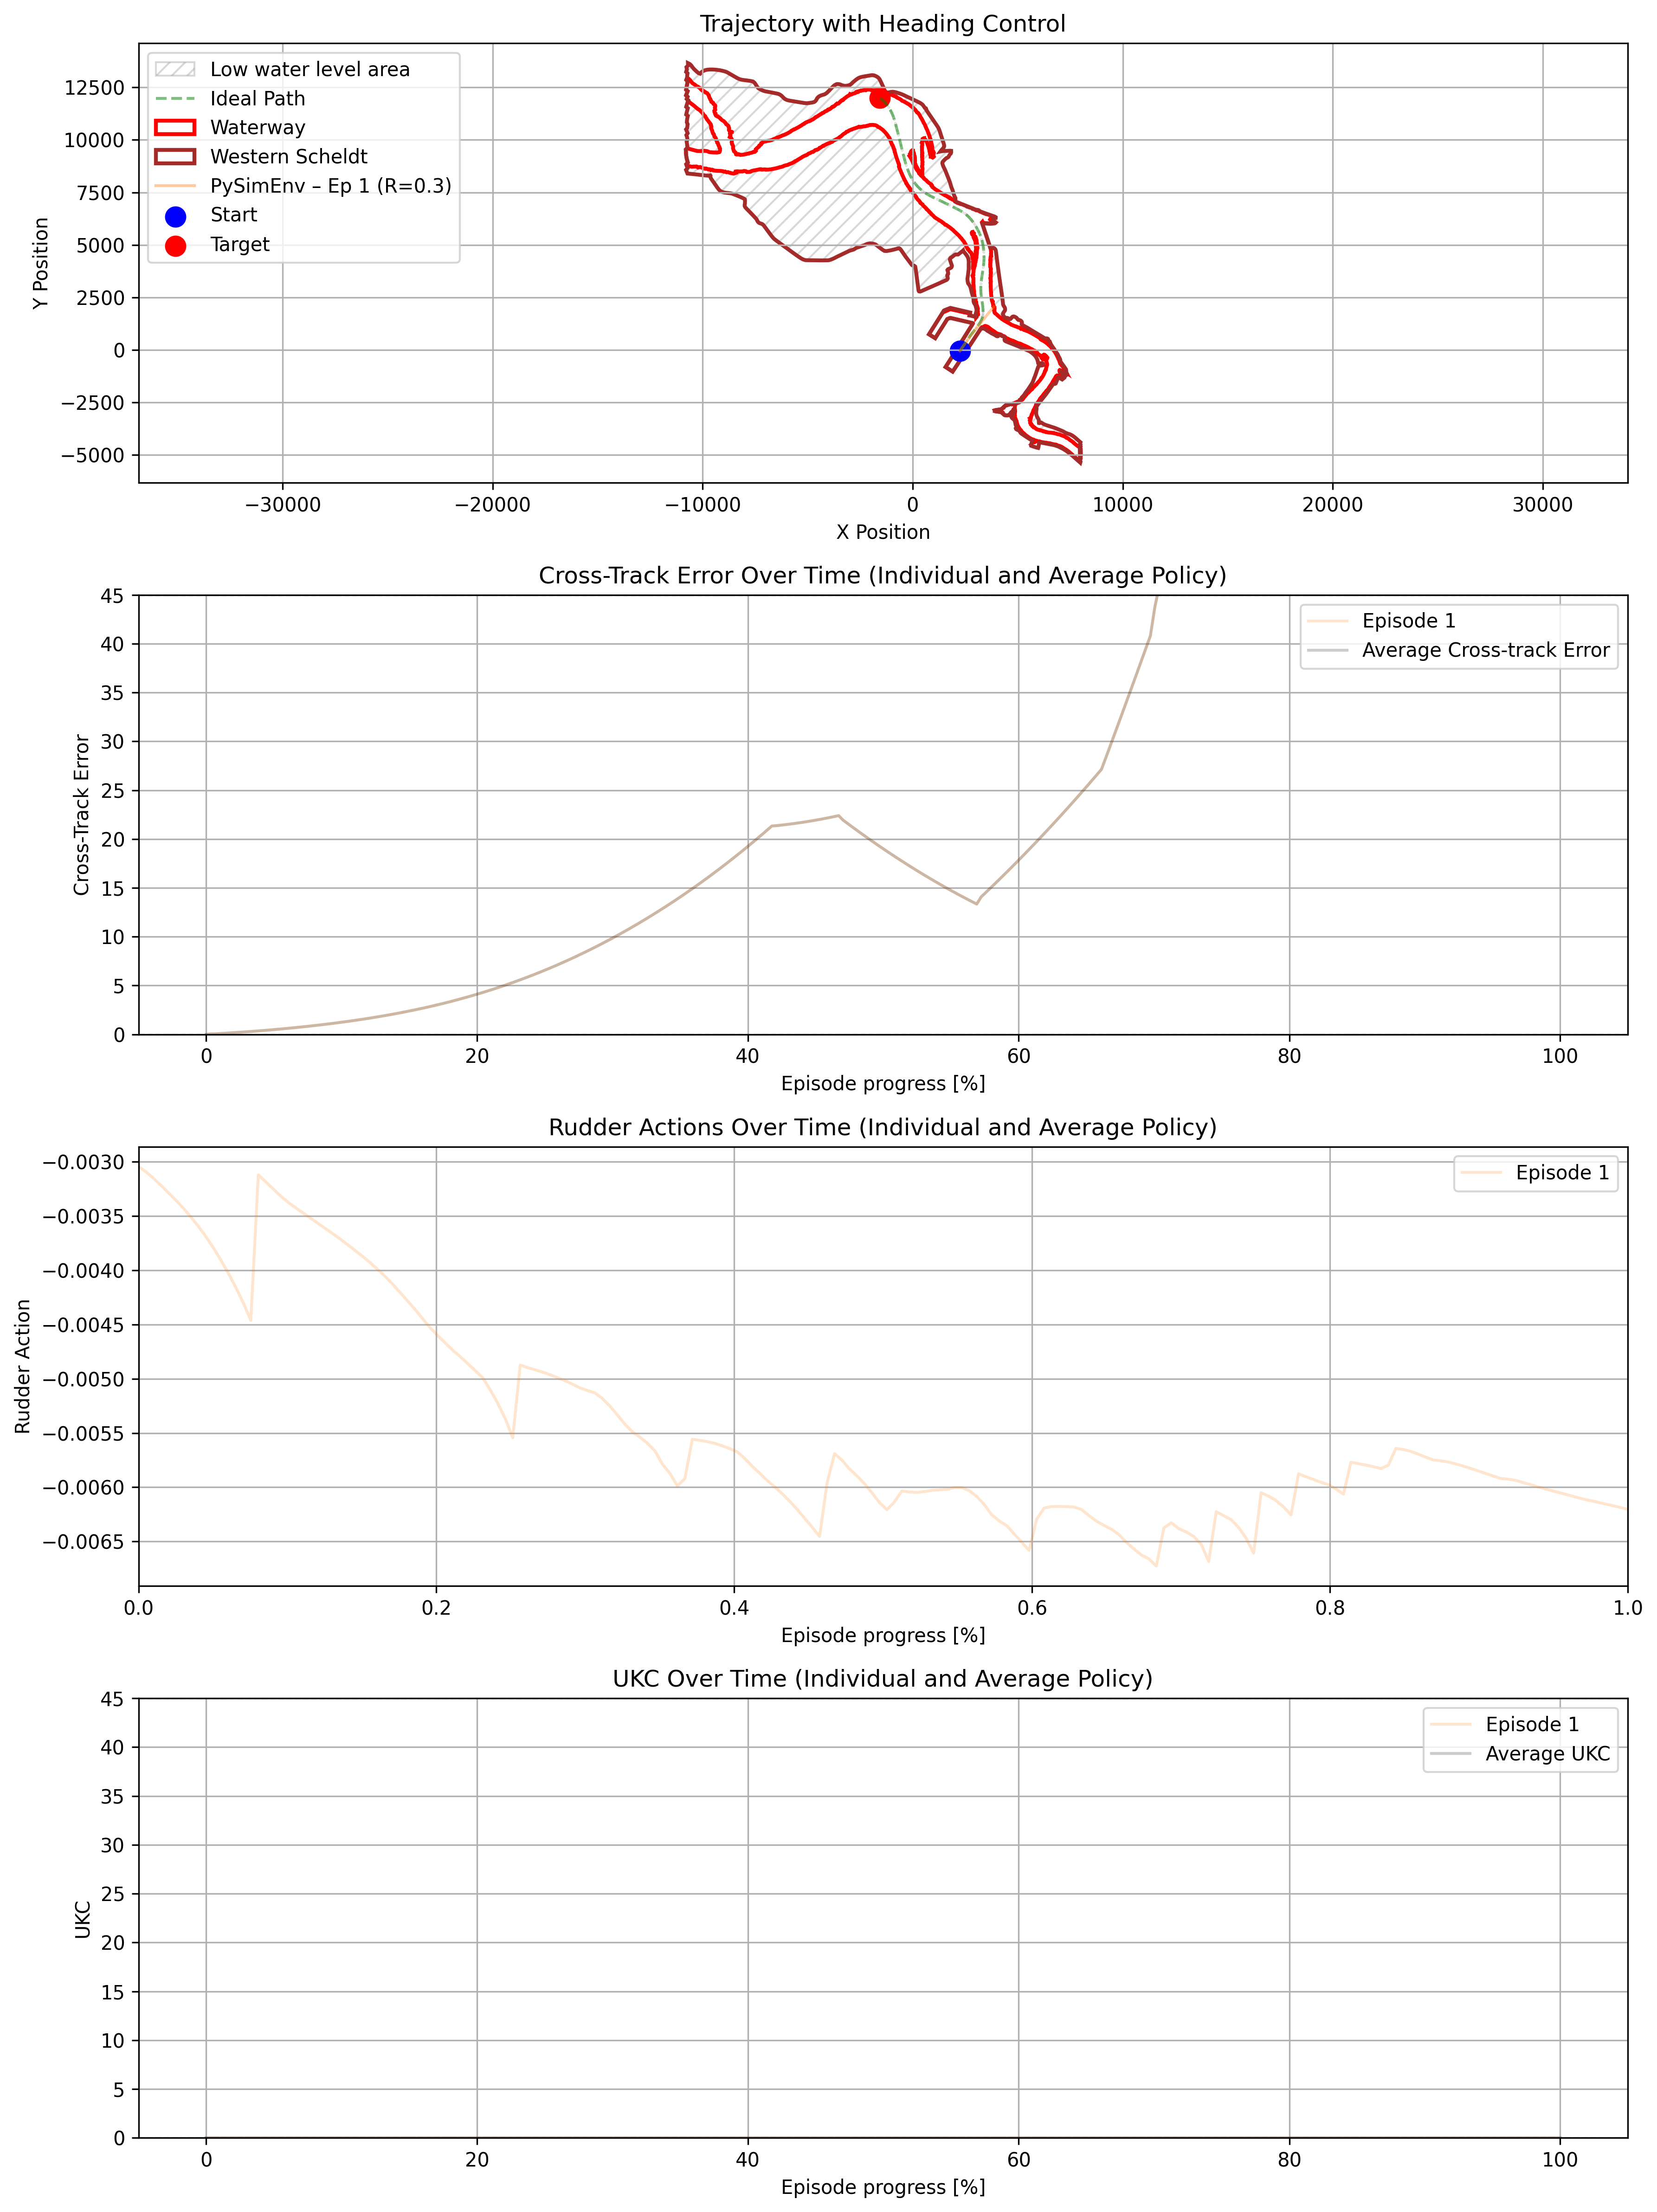 Trajectory with Heading Control
Low water level area
Ideal Path
Waterway
Western Scheldt
PySimEnv – Ep 1 (R=0.3)
Start
Target
12500
10000
7500
5000
2500
0
−2500
−5000
Y Position
−30000 −20000 −10000 0 10000 20000 30000
X Position
Cross-Track Error Over Time (Individual and Average Policy)
Episode 1
Average Cross-track Error
45
40
35
30
25
20
15
10
5
0
Cross-Track Error
0 20 40 60 80 100
Episode progress [%]
Rudder Actions Over Time (Individual and Average Policy)
Episode 1
−0.0030
−0.0035
−0.0040
−0.0045
−0.0050
−0.0055
−0.0060
−0.0065
Rudder Action
0.0 0.2 0.4 0.6 0.8 1.0
Episode progress [%]
UKC Over Time (Individual and Average Policy)
Episode 1
Average UKC
45
40
35
30
25
20
15
10
5
0
UKC
0 20 40 60 80 100
Episode progress [%]